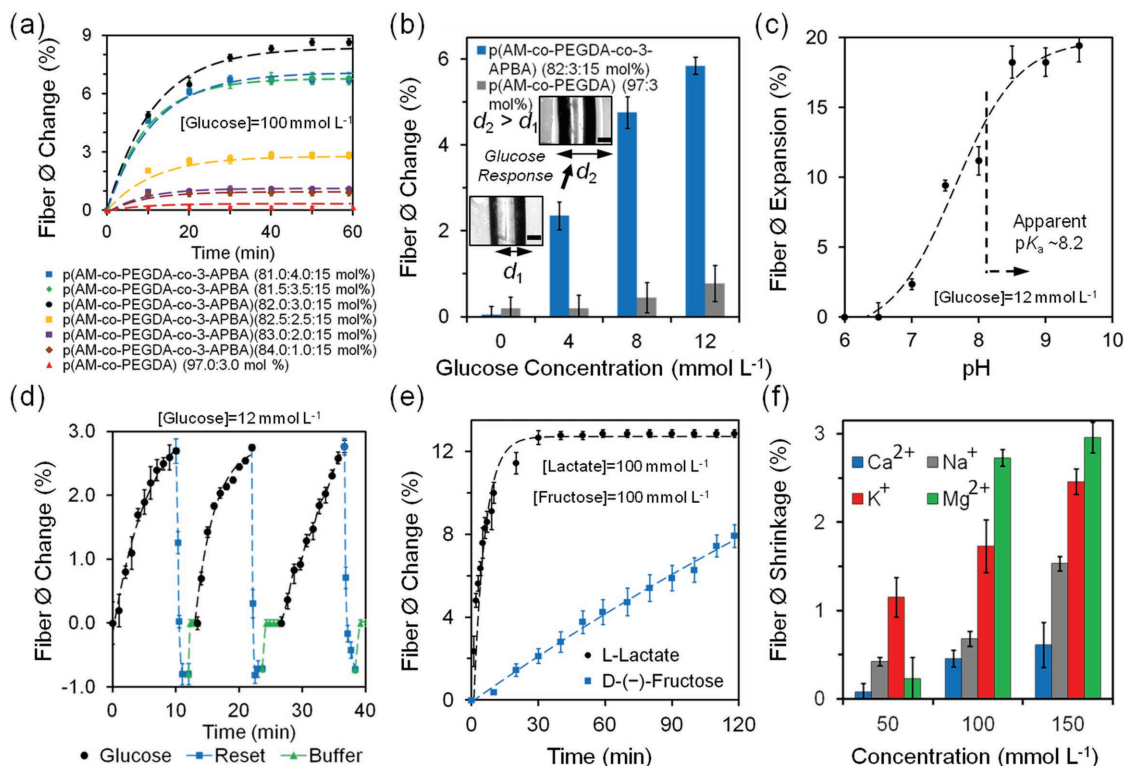 (a)
Fiber Ø Change (%)
9
6
3
0
[Glucose]=100 mmol L⁻¹
0 10 20 30 40 50 60
Time (min)
p(AM-co-PEGDA-co-3-APBA (81.0:4.0:15 mol%)
p(AM-co-PEGDA-co-3-APBA (81.5:3.5:15 mol%)
p(AM-co-PEGDA-co-3-APBA)(82.0:3.0:15 mol%)
p(AM-co-PEGDA-co-3-APBA)(82.5:2.5:15 mol%)
p(AM-co-PEGDA-co-3-APBA)(83.0:2.0:15 mol%)
p(AM-co-PEGDA-co-3-APBA)(84.0:1.0:15 mol%)
p(AM-co-PEGDA) (97.0:3.0 mol %)
(b)
Fiber Ø Change (%)
6
4
2
0
p(AM-co-PEGDA-co-3-
APBA) (82:3:15 mol%)
p(AM-co-PEGDA) (97:3
mol%)
d₂ > d₁
Glucose
Response
d₂
d₁
0 4 8 12
Glucose Concentration (mmol L⁻¹)
(c)
Fiber Ø Expansion (%)
20
15
10
5
0
Apparent
pKa ~8.2
[Glucose]=12 mmol L⁻¹
6 7 8 9 10
pH
(d)
[Glucose]=12 mmol L⁻¹
Fiber Ø Change (%)
3.0
2.0
1.0
0.0
-1.0
0 10 20 30 40
Time (min)
Glucose Reset Buffer
(e)
Fiber Ø Change (%)
12
8
4
0
[Lactate]=100 mmol L⁻¹
[Fructose]=100 mmol L⁻¹
L-Lactate
D-(−)-Fructose
0 30 60 90 120
Time (min)
(f)
Fiber Ø Shrinkage (%)
3
2
1
0
Ca²⁺ Na⁺
K⁺ Mg²⁺
50 100 150
Concentration (mmol L⁻¹)